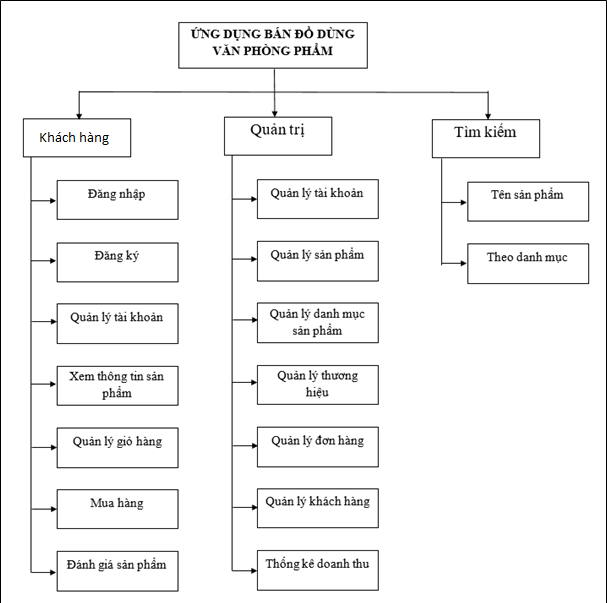 ỨNG DỤNG BÁN ĐỒ DÙNG
VĂN PHÒNG PHẨM
Khách hàng
Đăng nhập
Đăng ký
Quản lý tài khoản
Xem thông tin sản
phẩm
Quản lý giỏ hàng
Mua hàng
Đánh giá sản phẩm
Quản trị
Quản lý tài khoản
Quản lý sản phẩm
Quản lý danh mục
sản phẩm
Quản lý thương
hiệu
Quản lý đơn hàng
Quản lý khách hàng
Thống kê doanh thu
Tìm kiếm
Tên sản phẩm
Theo danh mục